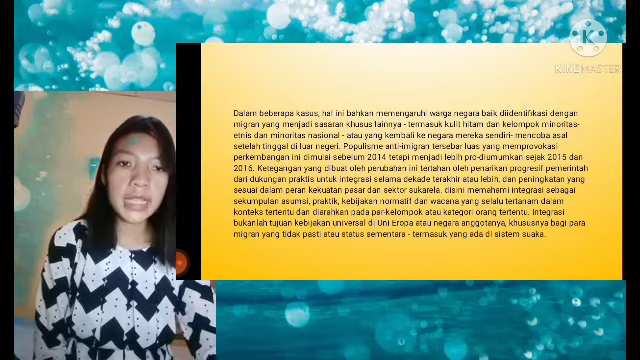 KINEMASTER
Dalam beberapa kasus, hal ini bahkan memengaruhi warga negara baik diidentifikasi dengan
migran yang menjadi sasaran khusus lainnya - termasuk kulit hitam dan kelompok minoritas-
etnis dan minoritas nasional - atau yang kembali ke negara mereka sendiri- mencoba asal
setelah tinggal di luar negeri. Populisme anti-imigran tersebar luas yang memprovokasi
perkembangan ini dimulai sebelum 2014 tetapi menjadi lebih pro-diumumkan sejak 2015 dan
2016. Ketegangan yang dibuat oleh perubahan ini tertahan oleh penarikan progresif pemerintah
dari dukungan praktis untuk integrasi selama dekade terakhir atau lebih, dan peningkatan yang
sesuai dalam peran kekuatan pasar dan sektor sukarela. disini memahami integrasi sebagai
sekumpulan asumsi, praktik, kebijakan normatif dan wacana yang selalu tertanam dalam
konteks tertentu dan diarahkan pada par-kelompok atau kategori orang tertentu. Integrasi
bukanlah tujuan kebijakan universal di Uni Eropa atau negara anggotanya, khususnya bagi para
migran yang tidak pasti atau status sementara - termasuk yang ada di sistem suaka.